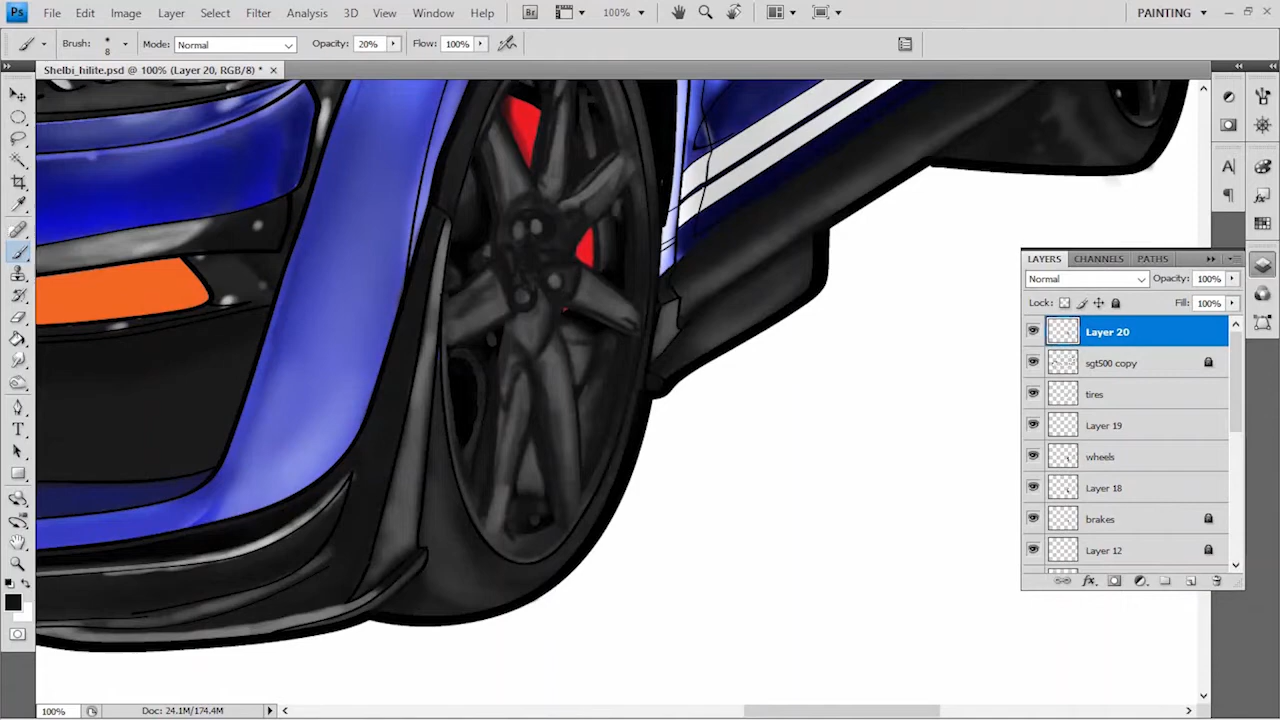 Ps File Edit Image Layer Select Filter Analysis 3D View Window Help Br 100% PAINTING
Brush: 8 Mode: Normal Opacity: 20% Flow: 100%
Shelbi_hilite.psd @ 100% (Layer 20, RGB/8) *
LAYERS CHANNELS PATHS
Normal Opacity: 100%
Lock: Fill: 100%
Layer 20
sgt500 copy
tires
Layer 19
wheels
Layer 18
brakes
Layer 12
100% Doc: 24.1M/174.4M